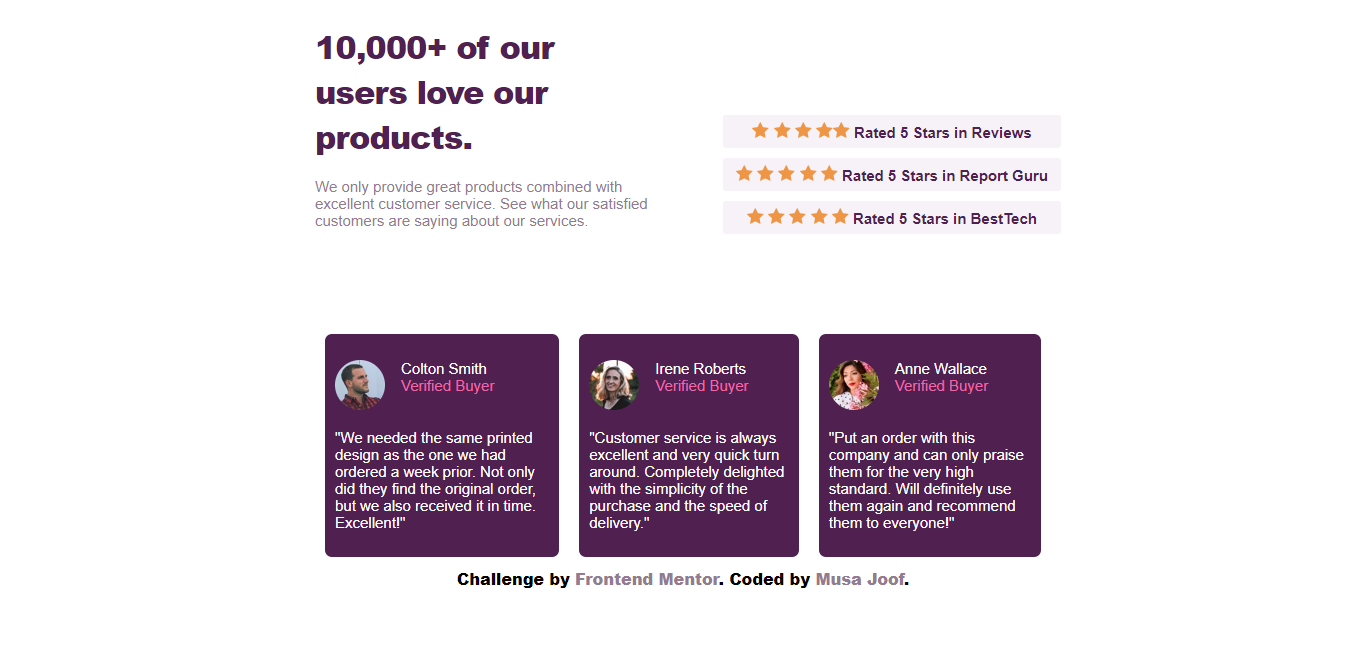 10,000+ of our
users love our
products.
We only provide great products combined with
excellent customer service. See what our satisfied
customers are saying about our services.
Rated 5 Stars in Reviews
Rated 5 Stars in Report Guru
Rated 5 Stars in BestTech
Colton Smith
Verified Buyer
"We needed the same printed
design as the one we had
ordered a week prior. Not only
did they find the original order,
but we also received it in time.
Excellent!"
Irene Roberts
Verified Buyer
"Customer service is always
excellent and very quick turn
around. Completely delighted
with the simplicity of the
purchase and the speed of
delivery."
Anne Wallace
Verified Buyer
"Put an order with this
company and can only praise
them for the very high
standard. Will definitely use
them again and recommend
them to everyone!"
Challenge by Frontend Mentor. Coded by Musa Joof.